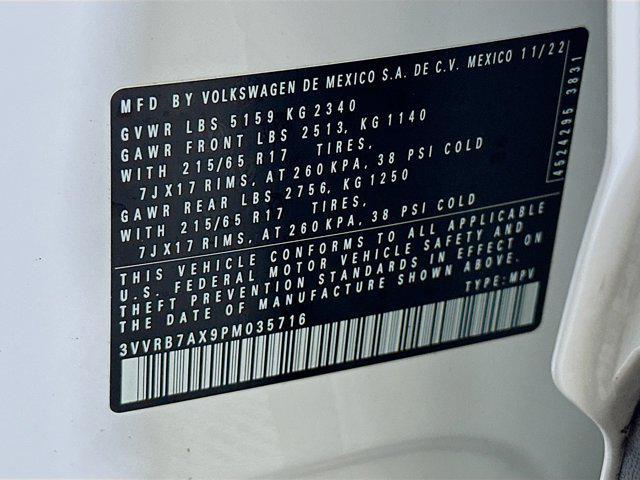 MFD BY VOLKSWAGEN DE MEXICO S.A. DE C.V. MEXICO 11/22
GVWR LBS 5159 KG 2340
GAWR FRONT LBS 2513, KG 1140
WITH 215/65 R17 TIRES,
7JX17 RIMS, AT 260 KPA, 38 PSI COLD
GAWR REAR LBS 2756, KG 1250
WITH 215/65 R17 TIRES,
7JX17 RIMS, AT 260 KPA, 38 PSI COLD
4524295 3831
THIS VEHICLE CONFORMS TO ALL APPLICABLE
U.S. FEDERAL MOTOR VEHICLE SAFETY AND
THEFT PREVENTION STANDARDS IN EFFECT ON
THE DATE OF MANUFACTURE SHOWN ABOVE.
TYPE: MPV
3VVRB7AX9PM035716